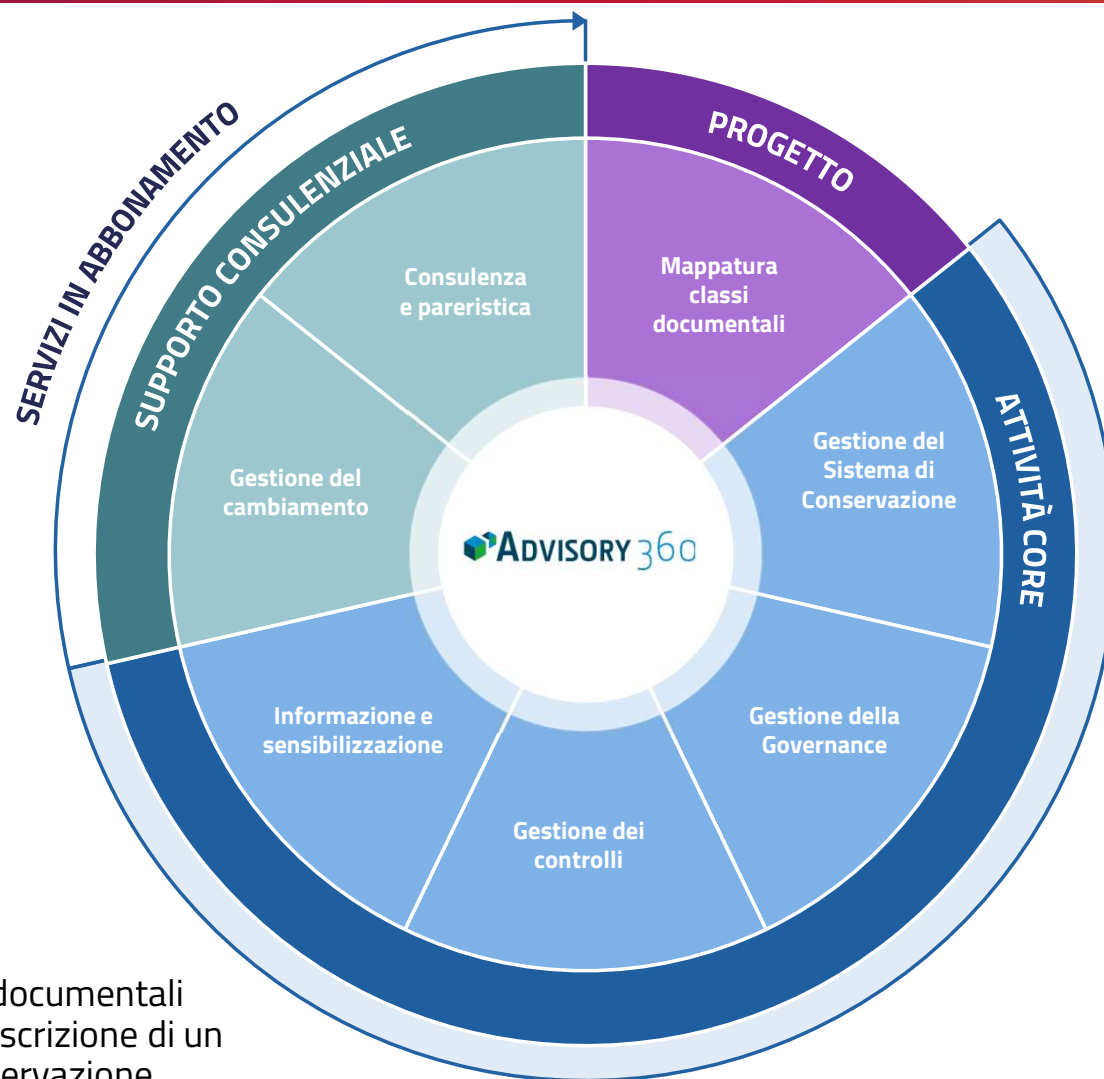 SERVIZI IN ABBONAMENTO
SUPPORTO CONSULENZIALE
PROGETTO
ATTIVITÀ CORE
Consulenza
e pareristica
Mappatura
classi
documentali
Gestione del
Sistema di
Conservazione
Gestione del
cambiamento
ADVISORY 360
Informazione e
sensibilizzazione
Gestione della
Governance
Gestione dei
controlli
documentali
scrizione di un
ervazione